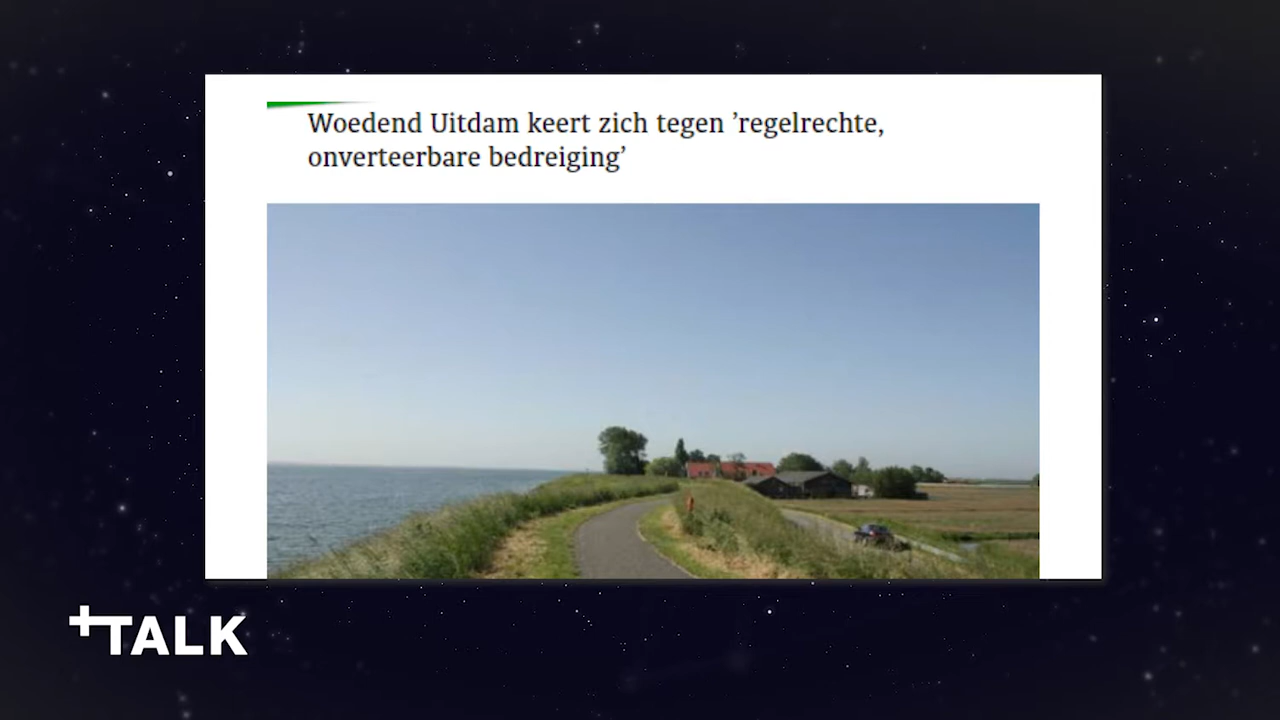 Woedend Uitdam keert zich tegen ’regelrechte,
onverteerbare bedreiging’
+TALK